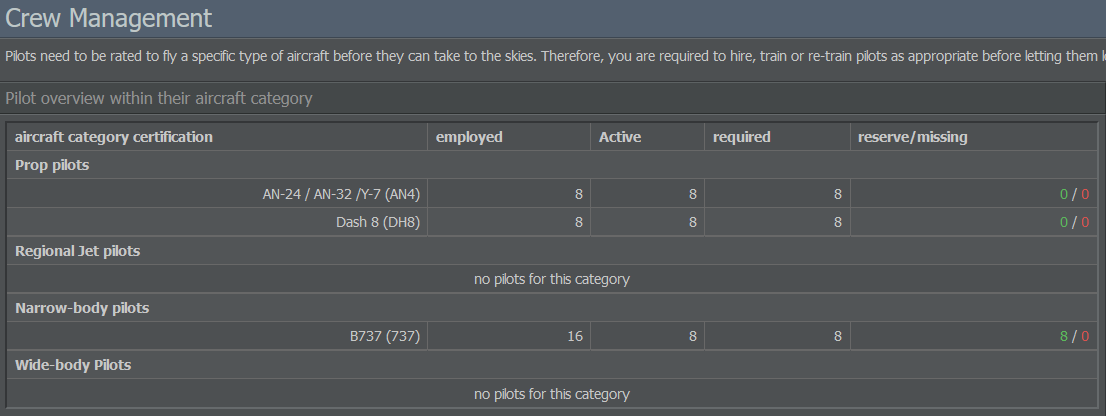 Crew Management
Pilots need to be rated to fly a specific type of aircraft before they can take to the skies. Therefore, you are required to hire, train or re-train pilots as appropriate before letting them
Pilot overview within their aircraft category
aircraft category certification employed Active required reserve/missing
Prop pilots
AN-24 / AN-32 /Y-7 (AN4) 8 8 8 0 / 0
Dash 8 (DH8) 8 8 8 0 / 0
Regional Jet pilots
no pilots for this category
Narrow-body pilots
B737 (737) 16 8 8 8 / 0
Wide-body Pilots
no pilots for this category